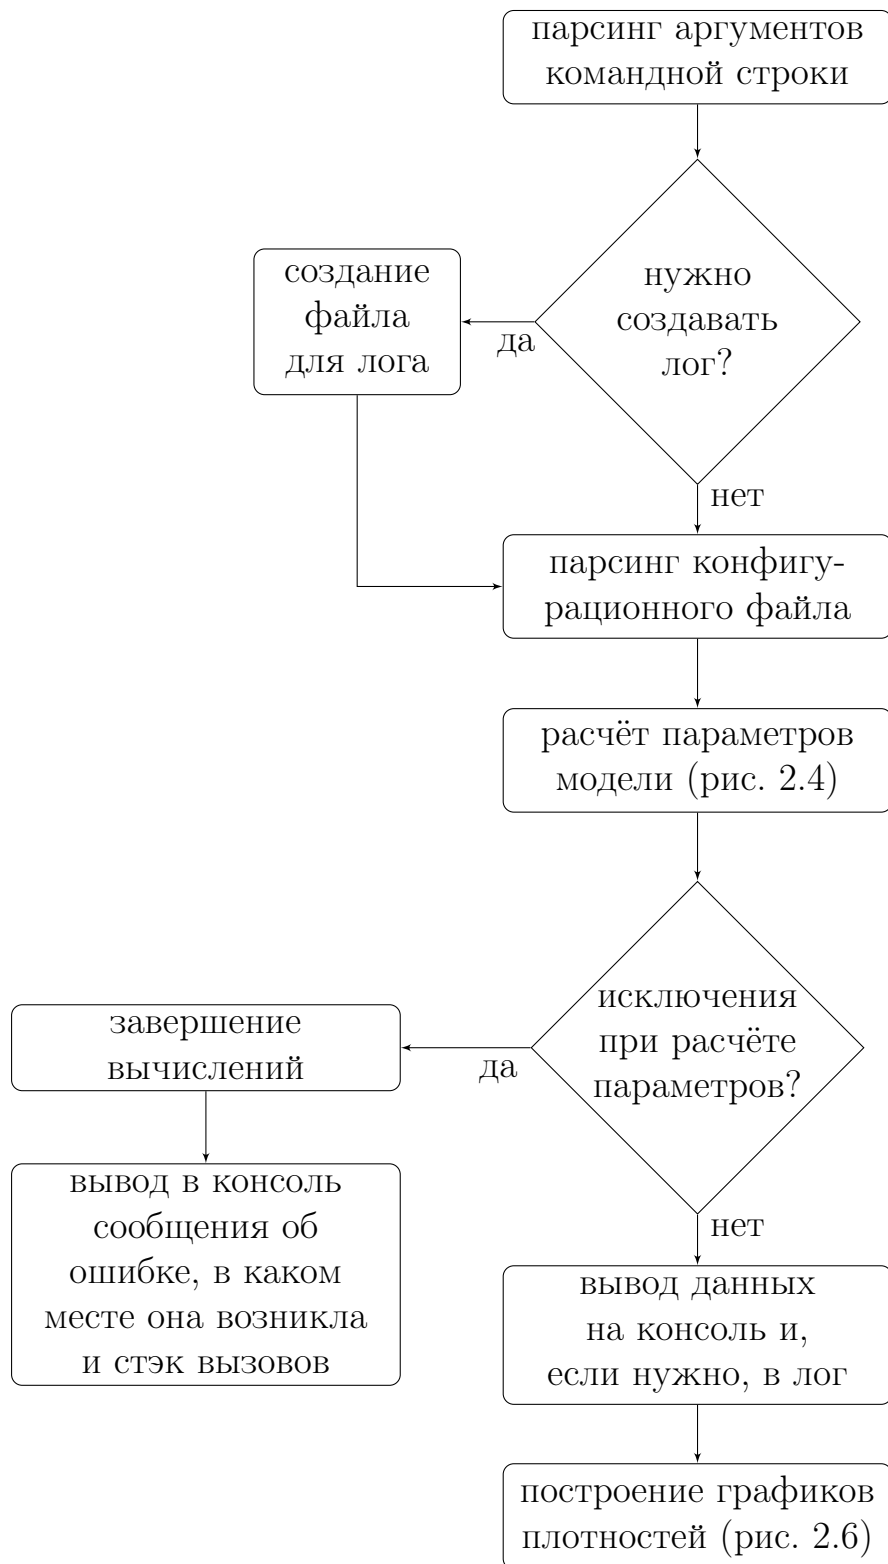 парсинг аргументов
командной строки
нужно
создавать
лог?
да
создание
файла
для лога
нет
парсинг конфигу-
рационного файла
расчёт параметров
модели (рис. 2.4)
исключения
при расчёте
параметров?
да
завершение
вычислений
вывод в консоль
сообщения об
ошибке, в каком
месте она возникла
и стэк вызовов
нет
вывод данных
на консоль и,
если нужно, в лог
построение графиков
плотностей (рис. 2.6)